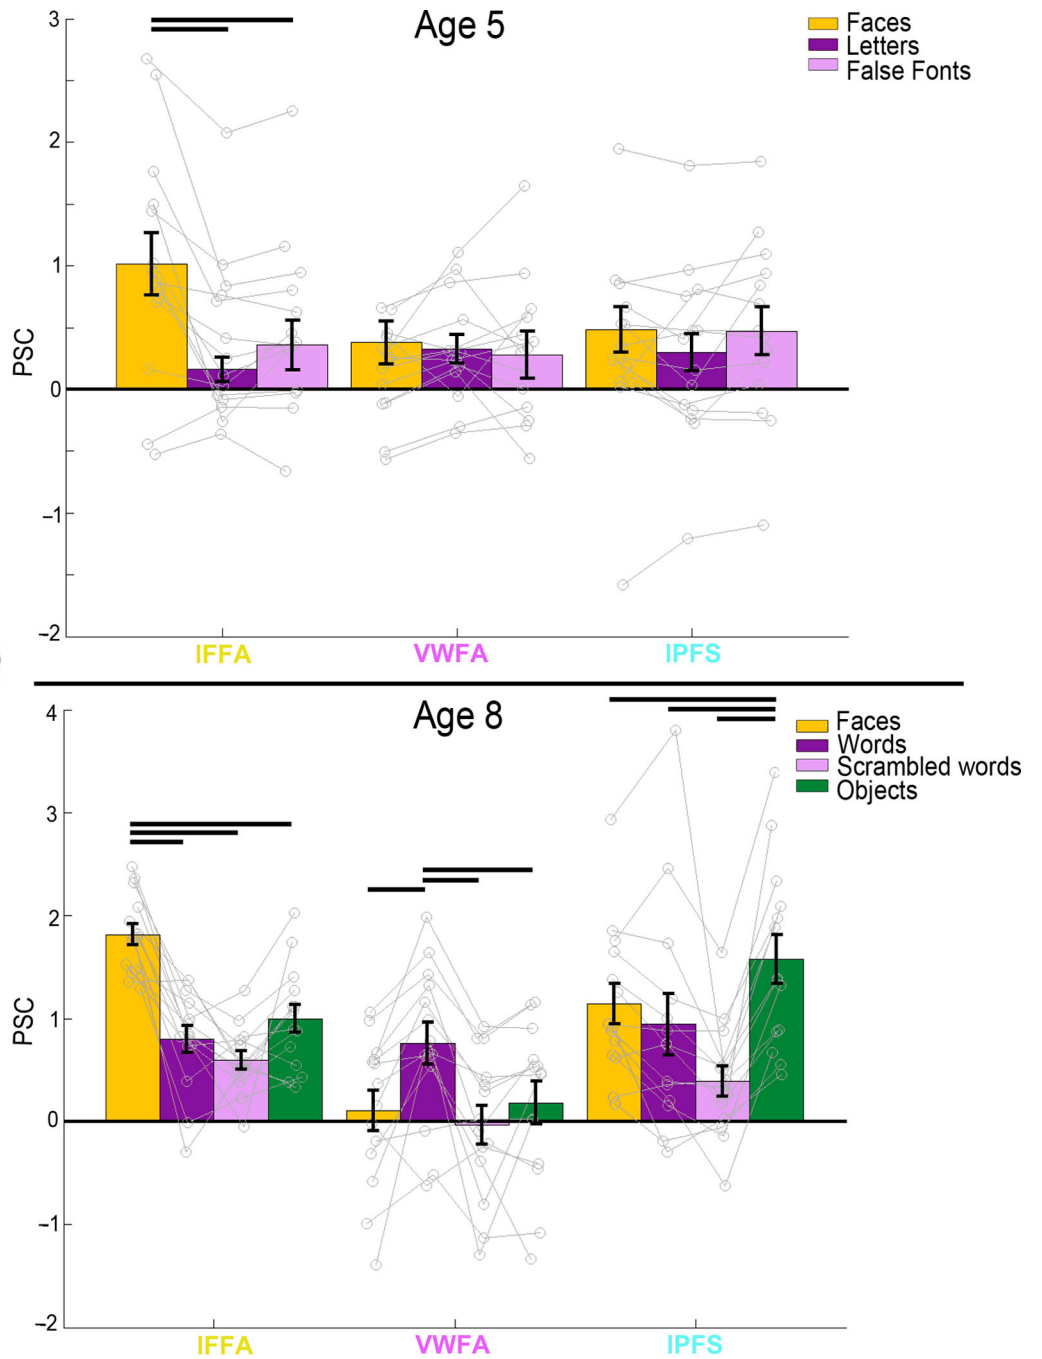 Age 5
Faces
Letters
False Fonts
3
2
1
0
−1
−2
PSC
lFFA VWFA lPFS
Age 8
Faces
Words
Scrambled words
Objects
4
3
2
1
0
−1
−2
PSC
lFFA VWFA lPFS